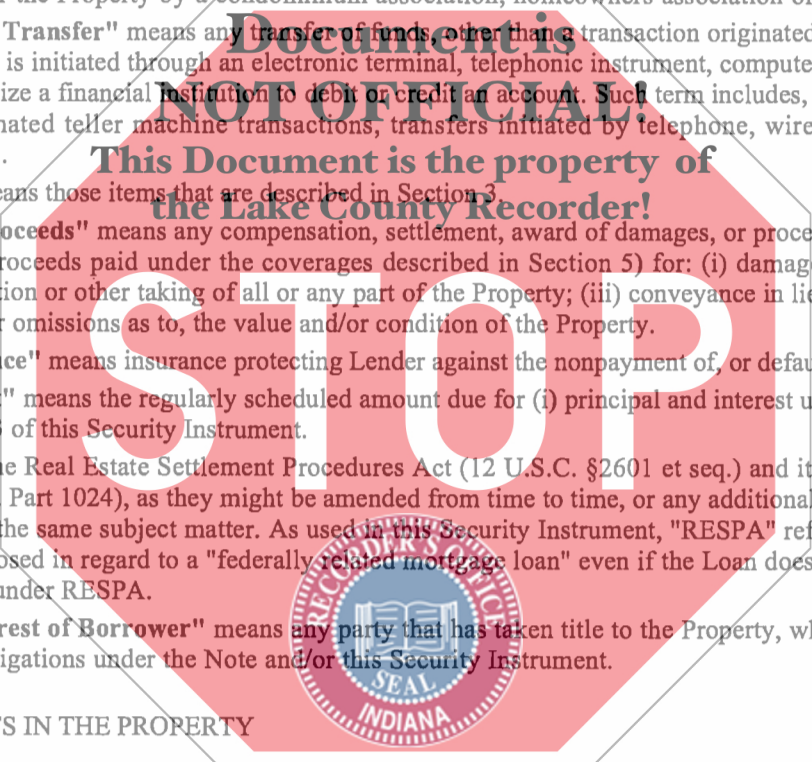 Document is
NOT OFFICIAL!
This Document is the property of
the Lake County Recorder!
STOP
Transfer" means any transfer of funds, other than a transaction originated
is initiated through an electronic terminal, telephonic instrument, compute
ize a financial institution to debit or credit an account. Such term includes,
nated teller machine transactions, transfers initiated by telephone, wire
.
eans those items that are described in Section 3.
oceeds" means any compensation, settlement, award of damages, or proce
roceeds paid under the coverages described in Section 5) for: (i) damag
tion or other taking of all or any part of the Property; (iii) conveyance in lie
r omissions as to, the value and/or condition of the Property.
ce" means insurance protecting Lender against the nonpayment of, or defau
" means the regularly scheduled amount due for (i) principal and interest u
of this Security Instrument.
e Real Estate Settlement Procedures Act (12 U.S.C. §2601 et seq.) and it
Part 1024), as they might be amended from time to time, or any additiona
the same subject matter. As used in this Security Instrument, "RESPA" ref
osed in regard to a "federally related mortgage loan" even if the Loan does
under RESPA.
rest of Borrower" means any party that has taken title to the Property, wh
igations under the Note and/or this Security Instrument.
S IN THE PROPERTY
RECORDER'S OFFIC
SEAL
INDIANA